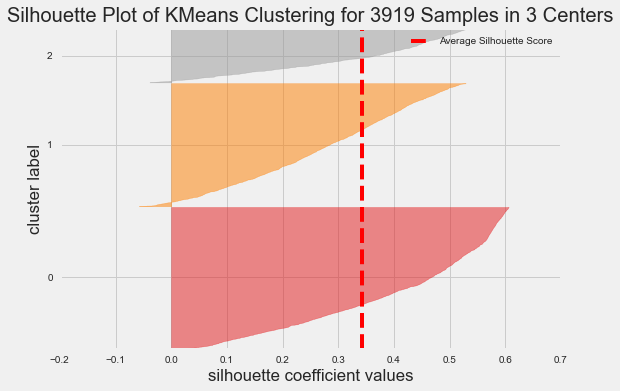 Silhouette Plot of KMeans Clustering for 3919 Samples in 3 Centers
Average Silhouette Score
2
1
0
cluster label
-0.2 -0.1 0.0 0.1 0.2 0.3 0.4 0.5 0.6 0.7
silhouette coefficient values